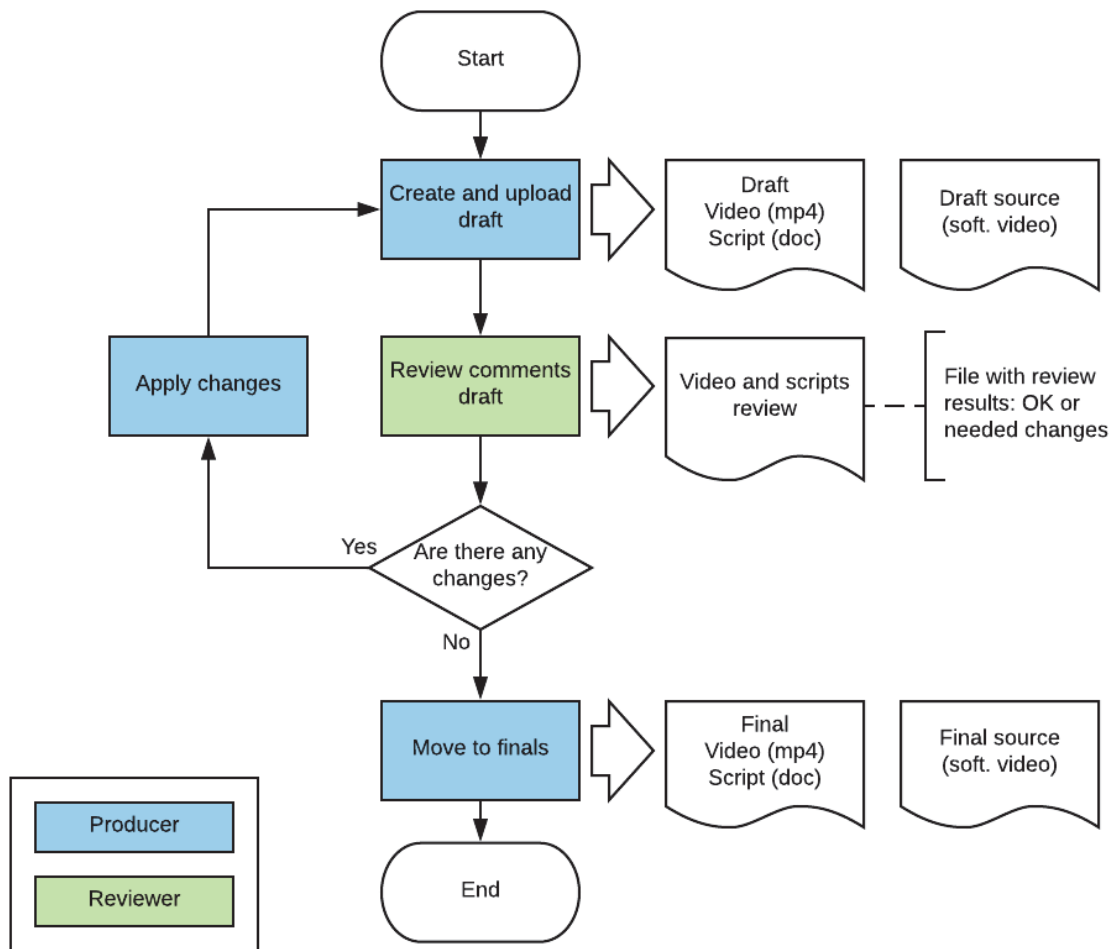 Start
Create and upload
draft
Draft
Video (mp4)
Script (doc)
Draft source
(soft. video)
Apply changes
Review comments
draft
Video and scripts
review
File with review
results: OK or
needed changes
Yes
Are there any
changes?
No
Move to finals
Final
Video (mp4)
Script (doc)
Final source
(soft. video)
Producer
Reviewer
End